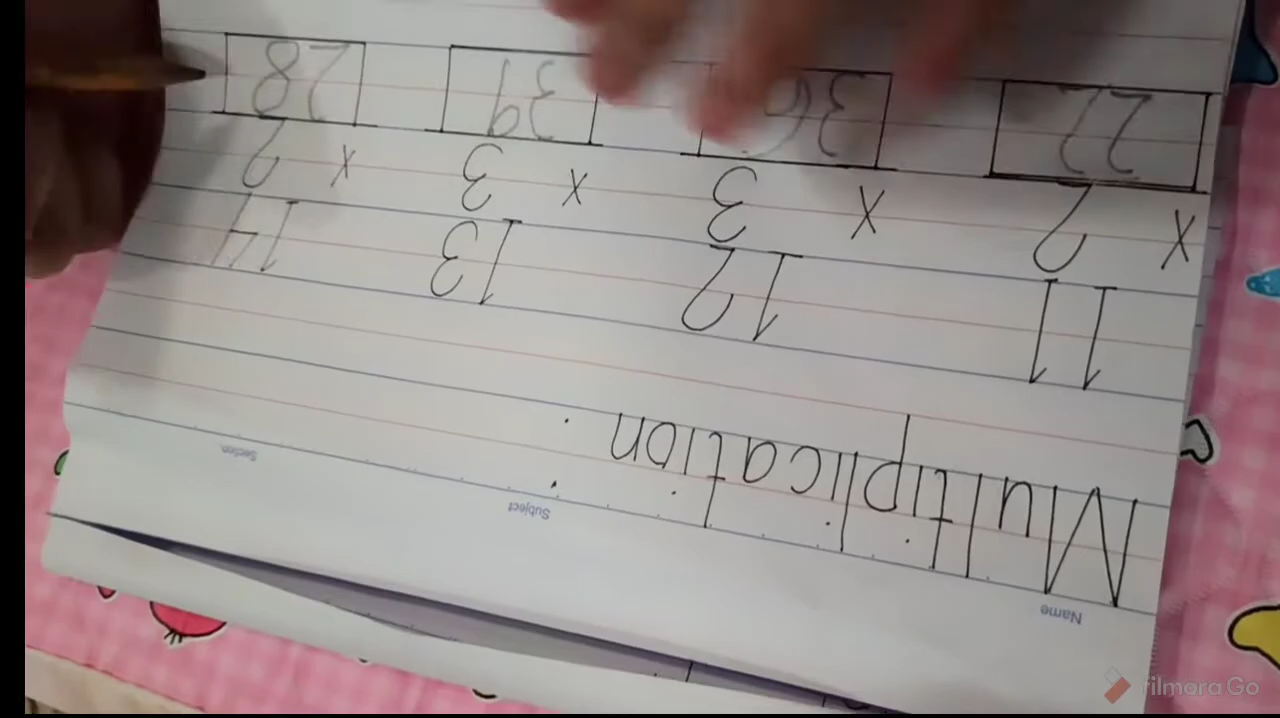 Name
Subject
Section
Multiplication
11 12 13 14
x 2 x 3 x 3 x 2
22 36 39 28
filmora Go